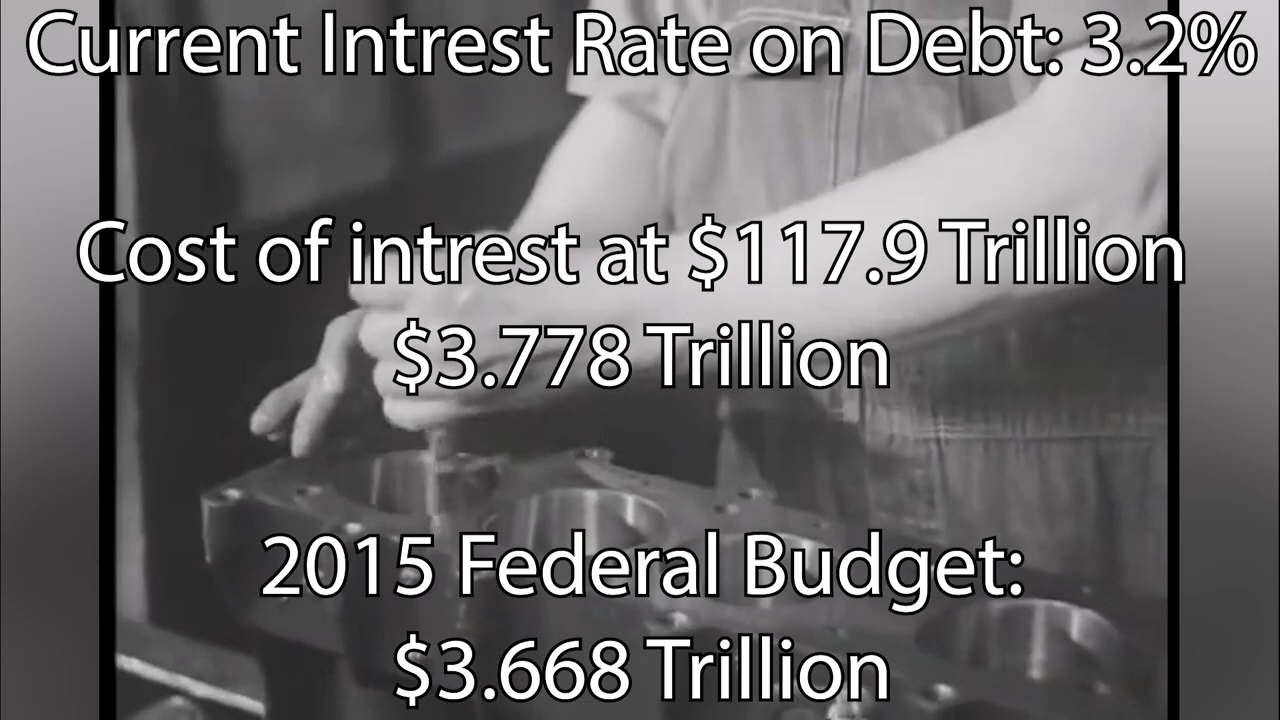 Current Intrest Rate on Debt: 3.2%
Cost of intrest at $117.9 Trillion
$3.778 Trillion
2015 Federal Budget:
$3.668 Trillion